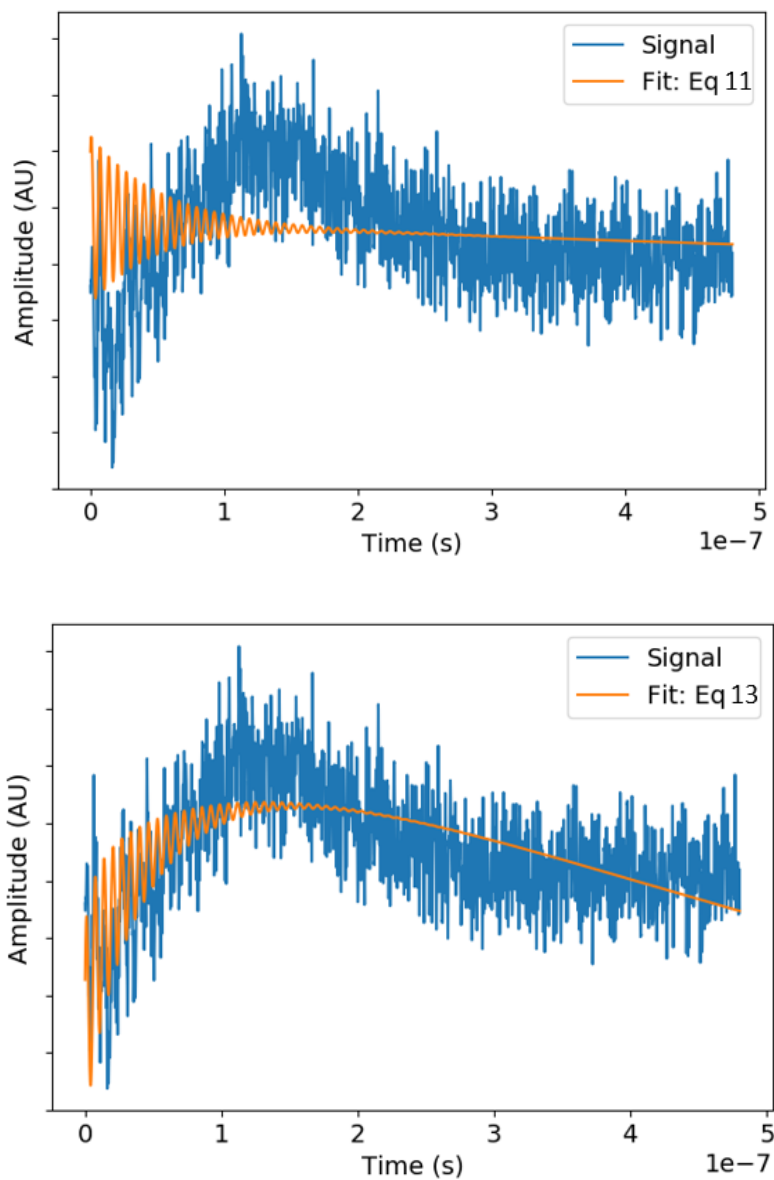 Signal
Fit: Eq 11
Amplitude (AU)
0 1 2 3 4 5
1e−7
Time (s)
Signal
Fit: Eq 13
Amplitude (AU)
0 1 2 3 4 5
1e−7
Time (s)